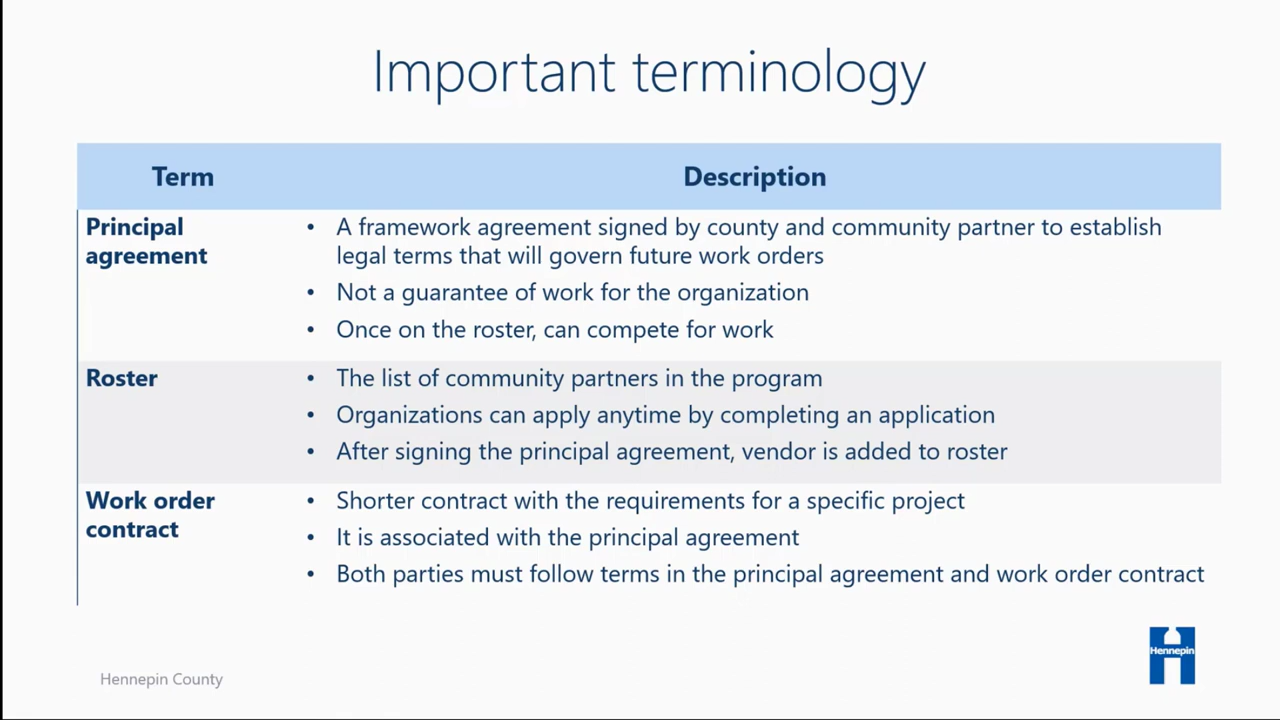 Important terminology
Term
Description
Principal
agreement
• A framework agreement signed by county and community partner to establish
legal terms that will govern future work orders
• Not a guarantee of work for the organization
• Once on the roster, can compete for work
Roster
• The list of community partners in the program
• Organizations can apply anytime by completing an application
• After signing the principal agreement, vendor is added to roster
Work order
contract
• Shorter contract with the requirements for a specific project
• It is associated with the principal agreement
• Both parties must follow terms in the principal agreement and work order contract
Hennepin
Hennepin County